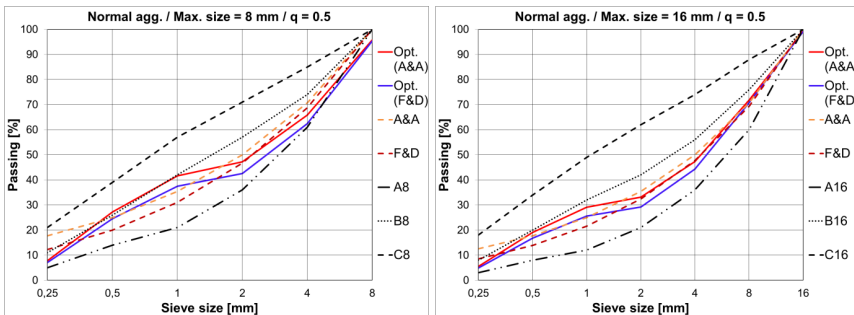 Normal agg. / Max. size = 8 mm / q = 0.5
Passing [%]
100
90
80
70
60
50
40
30
20
10
0
0,25
0,5
1
2
4
8
Sieve size [mm]
Opt.
(A&A)
Opt.
(F&D)
A&A
F&D
A8
B8
C8
Normal agg. / Max. size = 16 mm / q = 0.5
Passing [%]
100
90
80
70
60
50
40
30
20
10
0
0,25
0,5
1
2
4
8
16
Sieve size [mm]
Opt.
(A&A)
Opt.
(F&D)
A&A
F&D
A16
B16
C16